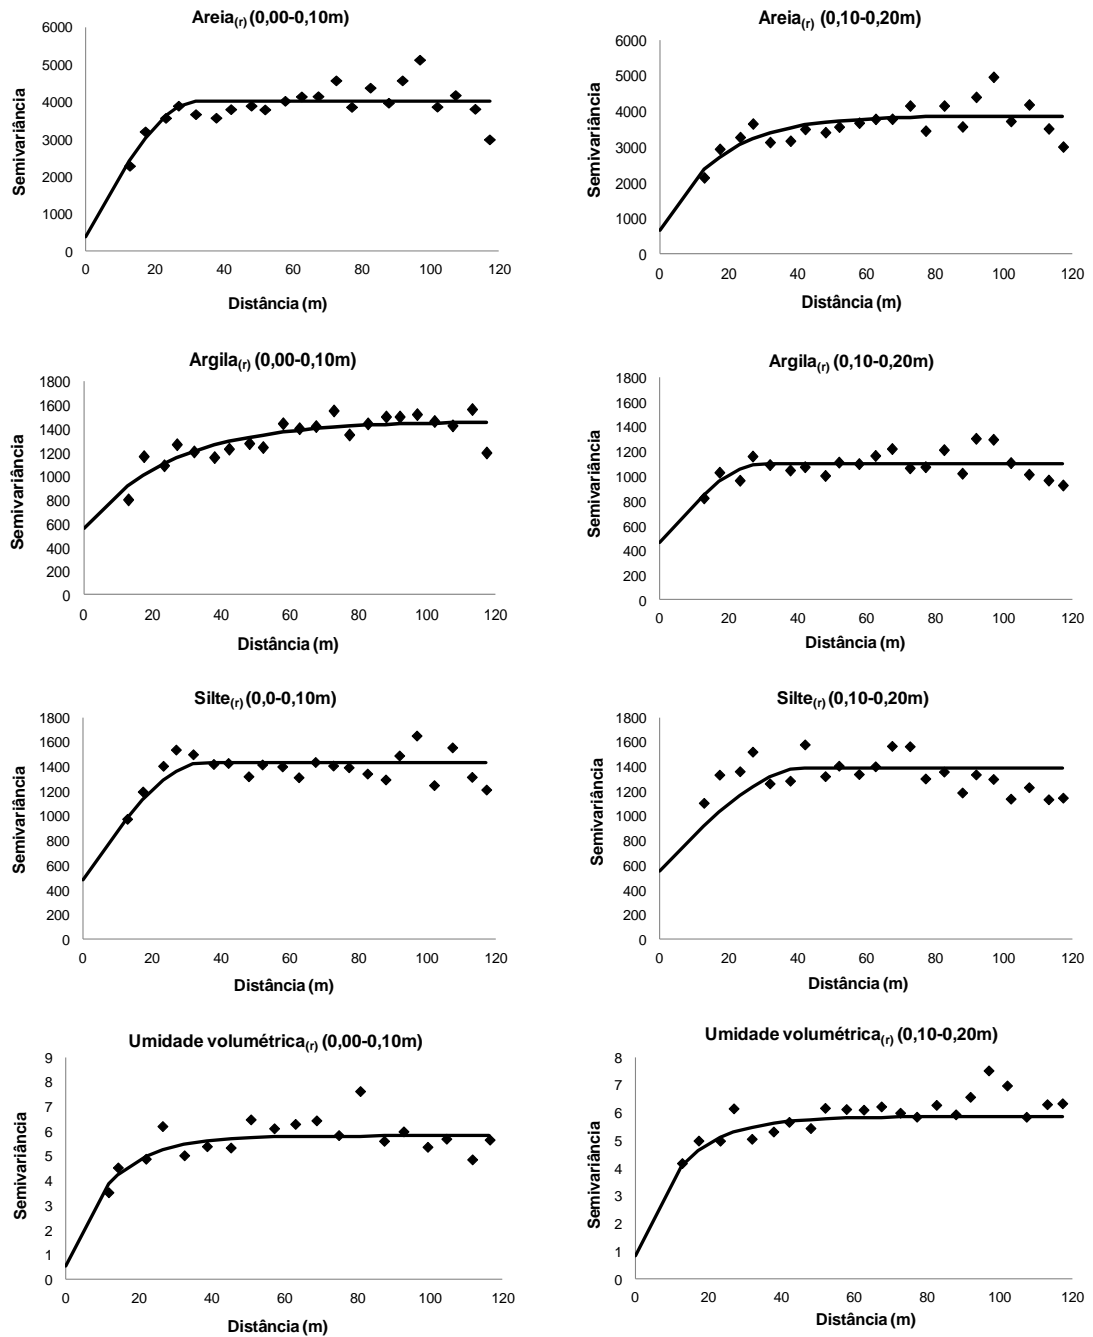 Areia(r) (0,00-0,10m)
6000
5000
4000
3000
2000
1000
0
Semivariância
0 20 40 60 80 100 120
Distância (m)
Areia(r) (0,10-0,20m)
6000
5000
4000
3000
2000
1000
0
Semivariância
0 20 40 60 80 100 120
Distância (m)
Argila(r) (0,00-0,10m)
1800
1600
1400
1200
1000
800
600
400
200
0
Semivariância
0 20 40 60 80 100 120
Distância (m)
Argila(r) (0,10-0,20m)
1800
1600
1400
1200
1000
800
600
400
200
0
Semivariância
0 20 40 60 80 100 120
Distância (m)
Silte(r) (0,0-0,10m)
1800
1600
1400
1200
1000
800
600
400
200
0
Semivariância
0 20 40 60 80 100 120
Distância (m)
Silte(r) (0,10-0,20m)
1800
1600
1400
1200
1000
800
600
400
200
0
Semivariância
0 20 40 60 80 100 120
Distância (m)
Umidade volumétrica(r) (0,00-0,10m)
9
8
7
6
5
4
3
2
1
0
Semivariância
0 20 40 60 80 100 120
Distância (m)
Umidade volumétrica(r) (0,10-0,20m)
8
7
6
5
4
3
2
1
0
Semivariância
0 20 40 60 80 100 120
Distância (m)